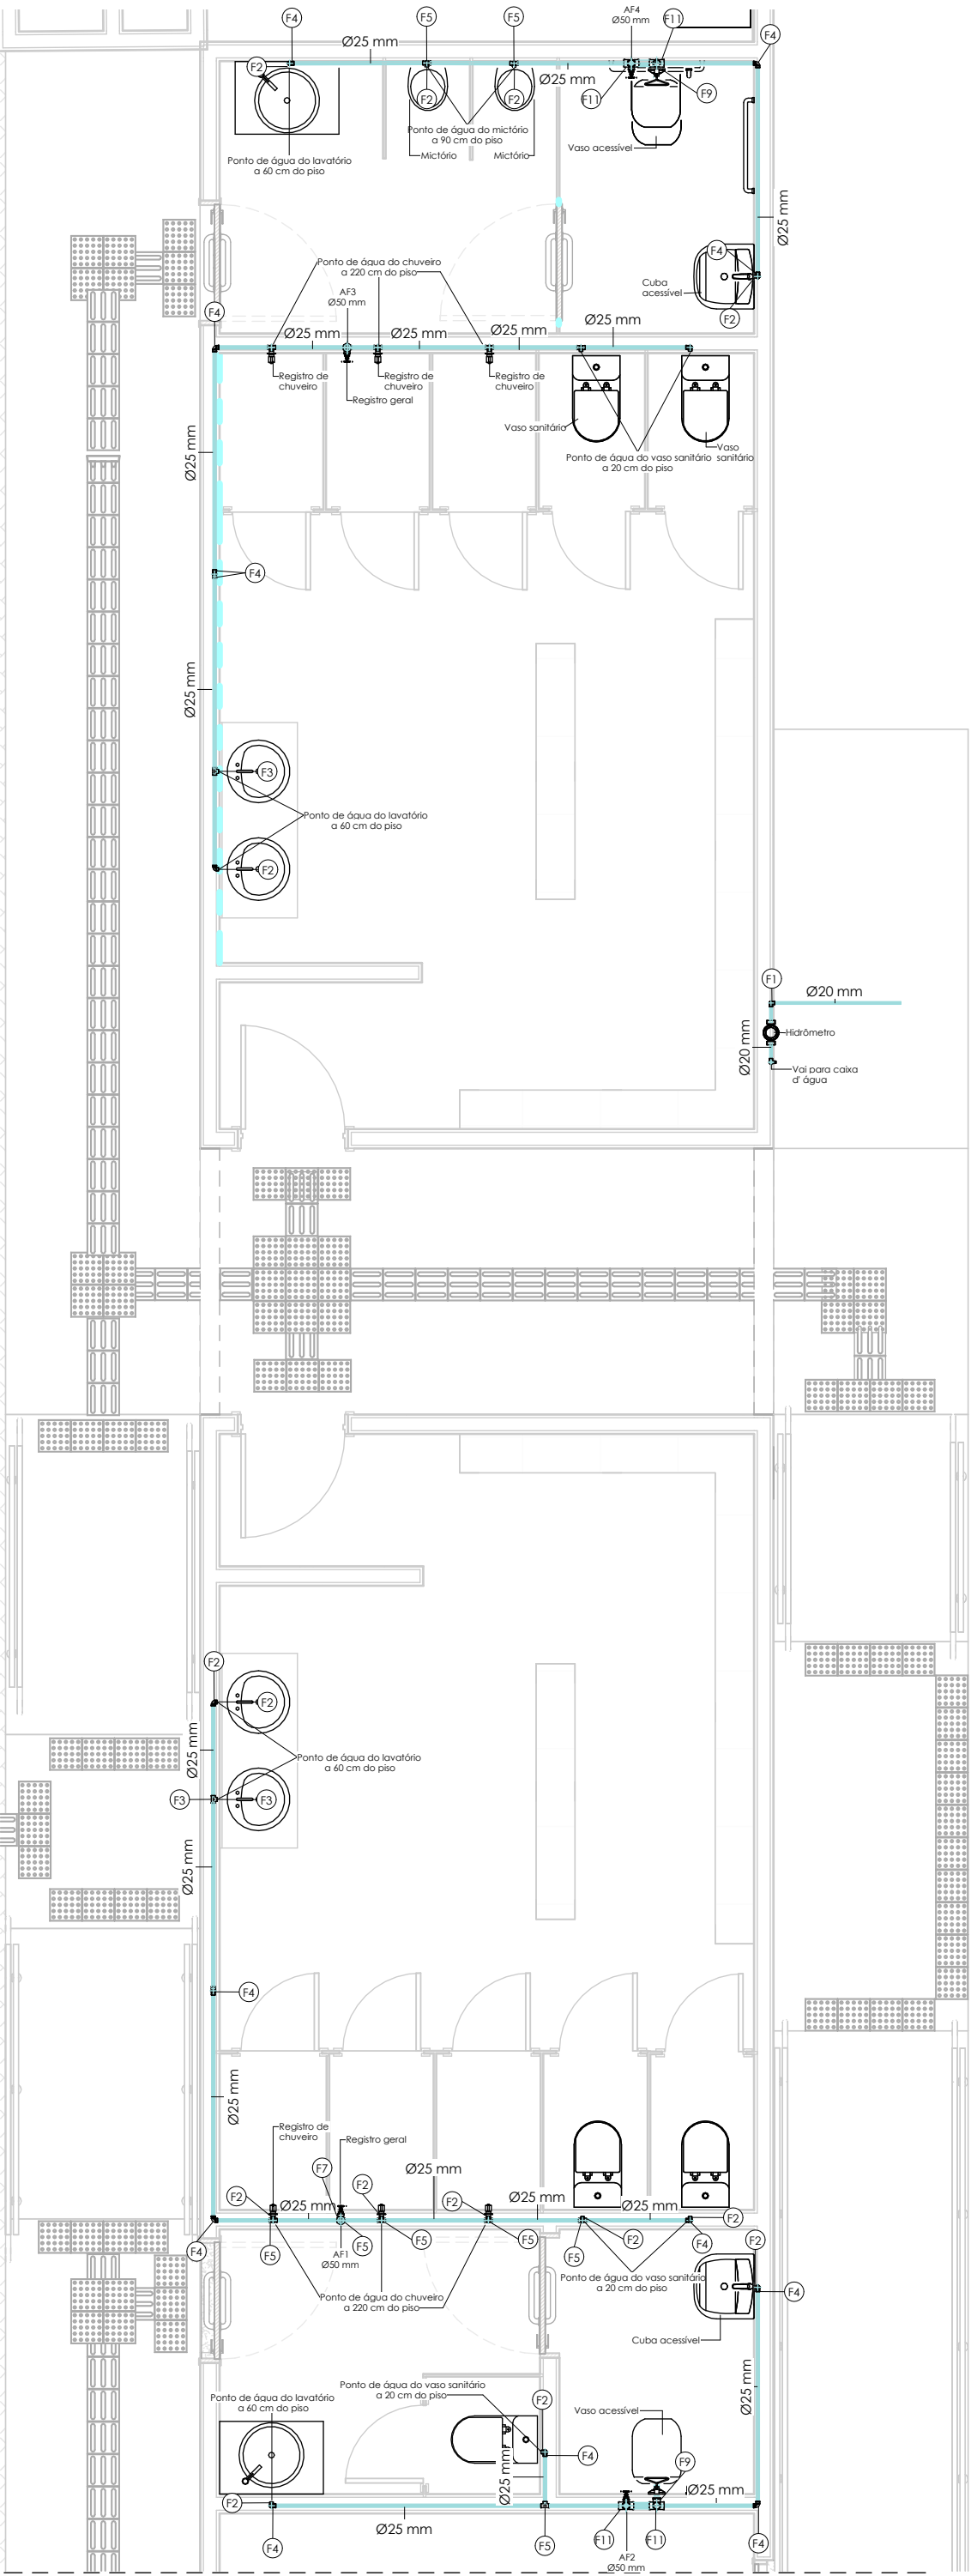 F4
F5
F5
AF4
Ø50 mm
F11
F4
Ø25 mm
F2
F2
F2
Ø25 mm
F11
F9
Ponto de água do mictório
a 90 cm do piso
Vaso acessível
Mictório
Mictório
Ponto de água do lavatório
a 60 cm do piso
Ø25 mm
F4
Cuba
acessível
F2
Ponto de água do chuveiro
a 220 cm do piso
AF3
Ø50 mm
F4
Ø25 mm
Ø25 mm
Ø25 mm
Ø25 mm
Registro de
chuveiro
Registro geral
Registro de
chuveiro
Registro de
chuveiro
Vaso sanitário
Vaso
sanitário
Ponto de água do vaso sanitário
a 20 cm do piso
Ø25 mm
F4
Ø25 mm
F3
Ponto de água do lavatório
a 60 cm do piso
F2
F1
Ø20 mm
Hidrômetro
Ø20 mm
Vai para caixa
d' água
F2
F2
Ø25 mm
Ponto de água do lavatório
a 60 cm do piso
F3
F3
Ø25 mm
F4
Ø25 mm
Registro de
chuveiro
Registro geral
F7
F2
Ø25 mm
F2
F2
Ø25 mm
Ø25 mm
Ø25 mm
F2
F4
F5
F5
AF1
Ø50 mm
F5
F5
F5
F2
F4
F2
Ponto de água do vaso sanitário
a 20 cm do piso
Ponto de água do chuveiro
a 220 cm do piso
F4
Cuba acessível
Ponto de água do vaso sanitário
a 20 cm do piso
Ponto de água do lavatório
a 60 cm do piso
F2
Vaso acessível
Ø25 mm
F4
F9
Ø25 mm
Ø25 mm
F2
F4
Ø25 mm
F5
F11
AF2
Ø50 mm
F11
F4